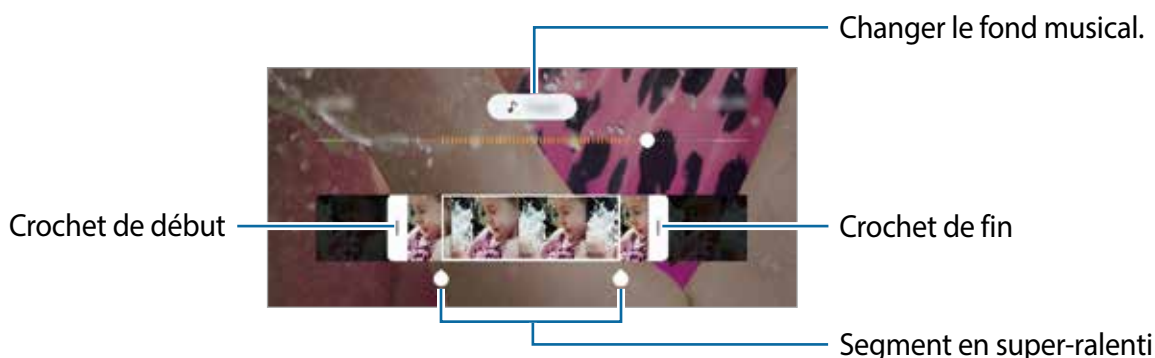 Changer le fond musical.
Crochet de début
Crochet de fin
Segment en super-ralenti